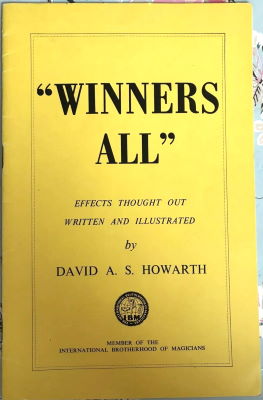 “WINNERS
ALL”
EFFECTS THOUGHT OUT
WRITTEN AND ILLUSTRATED
by
DAVID A. S. HOWARTH
IBM
MEMBER OF THE
INTERNATIONAL BROTHERHOOD OF MAGICIANS